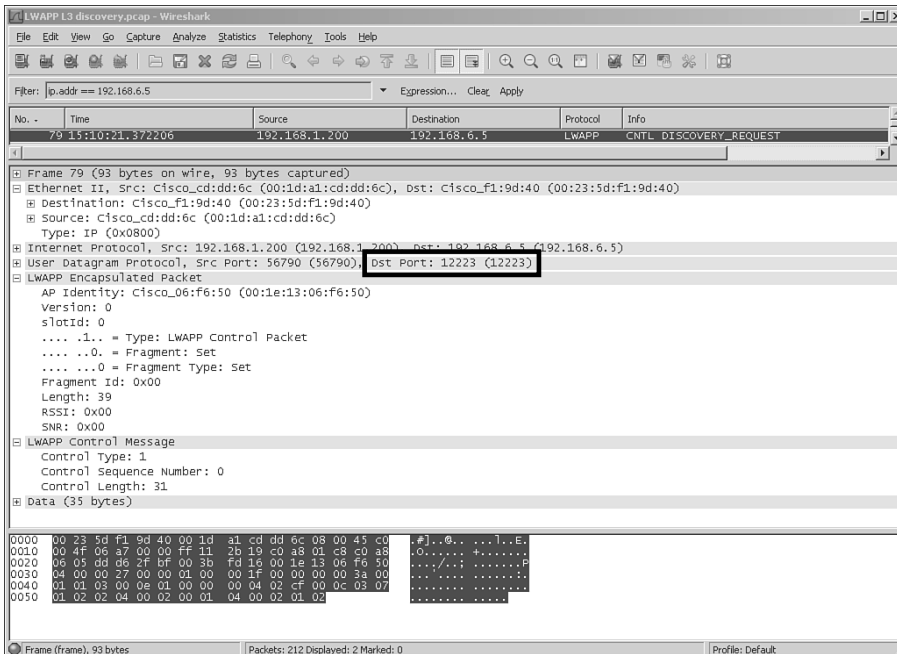 LWAPP L3 discovery.pcap - Wireshark
File Edit View Go Capture Analyze Statistics Telephony Tools Help
Filter: ip.addr == 192.168.6.5 Expression... Clear Apply
No. - Time Source Destination Protocol Info
79 15:10:21.372206 192.168.1.200 192.168.6.5 LWAPP CNTL DISCOVERY_REQUEST
Frame 79 (93 bytes on wire, 93 bytes captured)
Ethernet II, Src: Cisco_cd:dd:6c (00:1d:a1:cd:dd:6c), Dst: Cisco_f1:9d:40 (00:23:5d:f1:9d:40)
Destination: Cisco_f1:9d:40 (00:23:5d:f1:9d:40)
Source: Cisco_cd:dd:6c (00:1d:a1:cd:dd:6c)
Type: IP (0x0800)
Internet Protocol, Src: 192.168.1.200 (192.168.1.200), Dst: 192.168.6.5 (192.168.6.5)
User Datagram Protocol, Src Port: 56790 (56790), Dst Port: 12223 (12223)
LWAPP Encapsulated Packet
AP Identity: Cisco_06:f6:50 (00:1e:13:06:f6:50)
Version: 0
slotId: 0
.... .1.. = Type: LWAPP Control Packet
.... ..0. = Fragment: Set
.... ...0 = Fragment Type: Set
Fragment Id: 0x00
Length: 39
RSSI: 0x00
SNR: 0x00
LWAPP Control Message
Control Type: 1
Control Sequence Number: 0
Control Length: 31
Data (35 bytes)
0000 00 23 5d f1 9d 40 00 1d a1 cd dd 6c 08 00 45 c0 .#]..@.. ...l..E.
0010 00 4f 06 a7 00 00 ff 11 2b 19 c0 a8 01 c8 c0 a8 .O...... +.......
0020 06 05 dd d6 2f bf 00 3b fd 16 00 1e 13 06 f6 50 ..../..; .......P
0030 04 00 00 27 00 00 01 00 00 1f 00 00 00 00 3a 00 ...'.... ......:.
0040 01 01 03 00 0e 01 00 00 00 04 02 cf 00 0c 03 07 ........ ........
0050 01 02 02 04 00 02 00 01 04 00 02 01 02 ........ .....
Frame (frame), 93 bytes Packets: 212 Displayed: 2 Marked: 0 Profile: Default